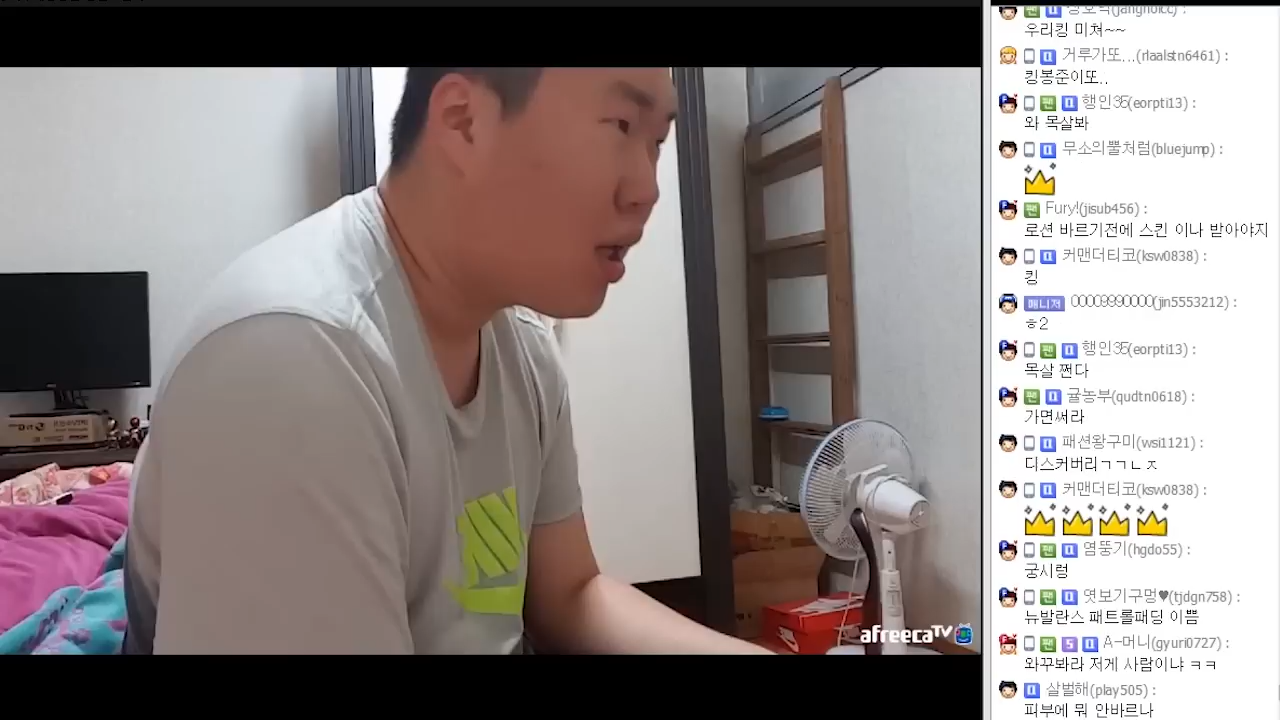 우리킹 미쳐~~
거루가또...(rlaalstn6461) :
킹봉준이또..
팬 행인35(eorpti13) :
와 목살봐
무소의뿔처럼(bluejump) :
팬 Fury!(jisub456) :
로션 바르기전에 스킨 이나 받아야지
커맨더티코(ksw0838) :
킹
매니저 00009990000(jin5553212) :
ㅎ2
팬 행인35(eorpti13) :
목살 쩐다
팬 귤농부(qudtn0618) :
가면써라
패션왕구미(wsi1121) :
디스커버리ㄱㄱㄴㅈ
커맨더티코(ksw0838) :
팬 염뚱기(hgdo55) :
궁시렁
팬 엿보기구멍♥(tjdgn758) :
뉴발란스 패트롤패딩 이쁨
팬 S A-머니(gyuri0727) :
와꾸봐라 저게 사람이냐 ㅋㅋ
살벌해(play505) :
피부에 뭐 안바르나
afreecaTV